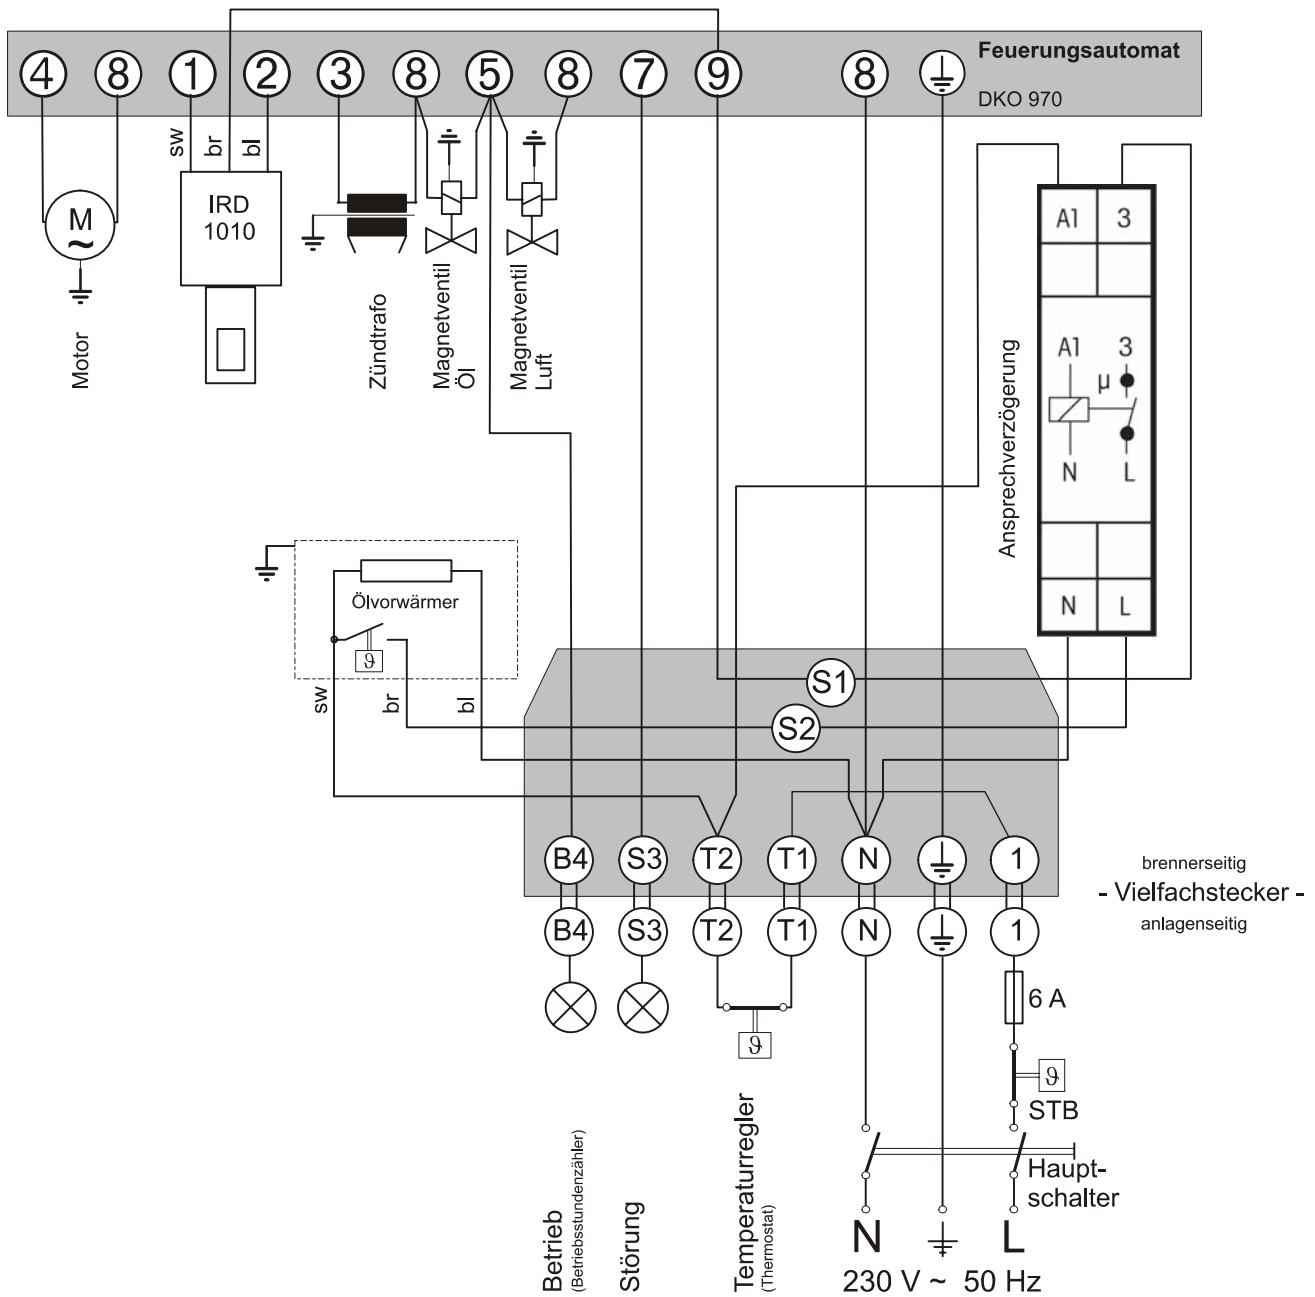 Feuerungsautomat
DKO 970
4 8 1 2 3 8 5 8 7 9 8
sw
br
bl
M
~
IRD
1010
Motor
Zündtrafo
Magnetventil
Öl
Magnetventil
Luft
A1 3
A1 3
µ
N L
N L
Ansprechverzögerung
Ölvorwärmer
ϑ
sw
br
bl
S1
S2
B4 S3 T2 T1 N 1
brennerseitig
- Vielfachstecker -
anlagenseitig
B4 S3 T2 T1 N 1
6 A
ϑ
ϑ
STB
Haupt-
schalter
Betrieb
(Betriebsstundenzähler)
Störung
Temperaturregler
(Thermostat)
N L
230 V ~ 50 Hz